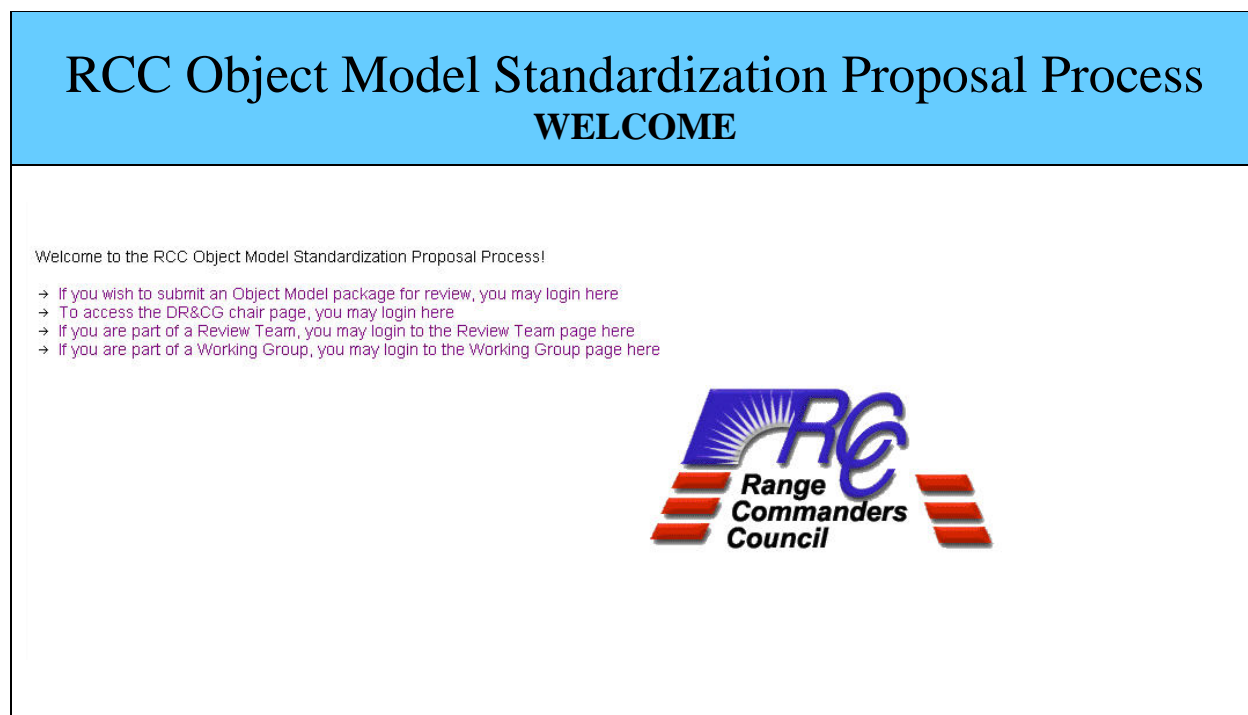 RCC Object Model Standardization Proposal Process
WELCOME
Welcome to the RCC Object Model Standardization Proposal Process!
→ If you wish to submit an Object Model package for review, you may login here
→ To access the DR&CG chair page, you may login here
→ If you are part of a Review Team, you may login to the Review Team page here
→ If you are part of a Working Group, you may login to the Working Group page here
RCC
Range
Commanders
Council